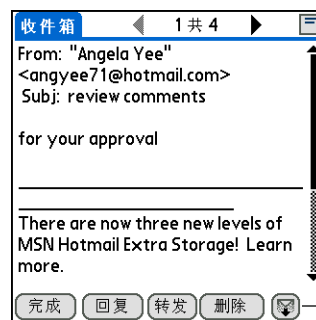 收件箱 1 共 4
From: "Angela Yee"
<angyee71@hotmail.com>
Subj: review comments
for your approval
There are now three new levels of
MSN Hotmail Extra Storage! Learn
more.
完成 回复 转发 删除